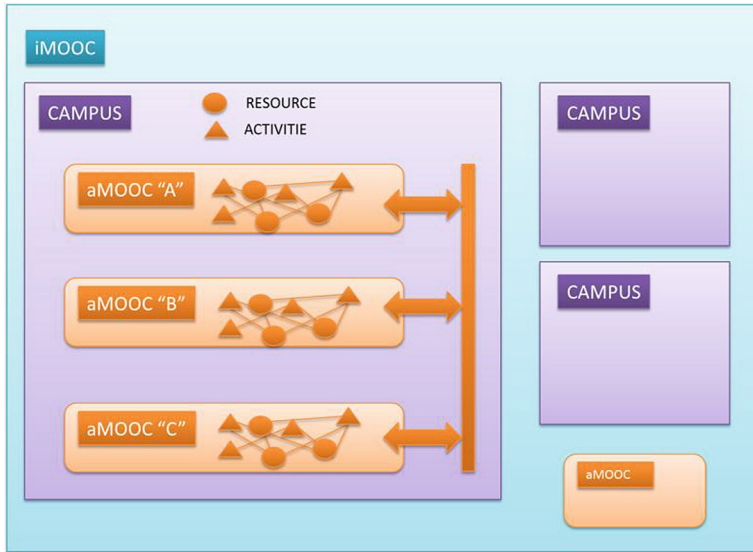 iMOOC
CAMPUS
RESOURCE
ACTIVITIE
aMOOC “A”
aMOOC “B”
aMOOC “C”
CAMPUS
CAMPUS
aMOOC